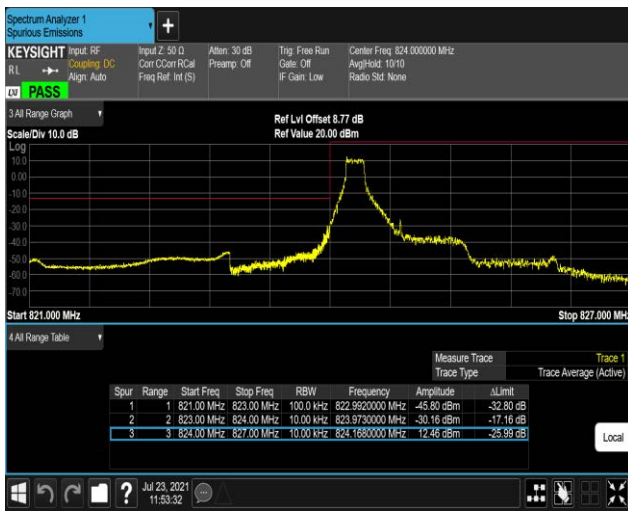 Spectrum Analyzer 1
Spurious Emissions
+
KEYSIGHT Input: RF Input Z: 50 Ω Atten: 30 dB Trig: Free Run Center Freq: 824.000000 MHz
RL Coupling: DC Corr CCorr RCal Preamp: Off Gate: Off Avg|Hold: 10/10
Align: Auto Freq Ref: Int (S) IF Gain: Low Radio Std: None
LXI PASS
3 All Range Graph
Ref Lvl Offset 8.77 dB
Scale/Div 10.0 dB Ref Value 20.00 dBm
Log
10.0
0.00
-10.0
-20.0
-30.0
-40.0
-50.0
-60.0
-70.0
Start 821.000 MHz Stop 827.000 MHz
4 All Range Table
Measure Trace Trace 1
Trace Type Trace Average (Active)
Spur Range Start Freq Stop Freq RBW Frequency Amplitude ΔLimit
1 1 821.00 MHz 823.00 MHz 100.0 kHz 822.9920000 MHz -45.80 dBm -32.80 dB
2 2 823.00 MHz 824.00 MHz 10.00 kHz 823.9730000 MHz -30.16 dBm -17.16 dB
3 3 824.00 MHz 827.00 MHz 10.00 kHz 824.1680000 MHz 12.46 dBm -25.99 dB
Local
? Jul 23, 2021
11:53:32